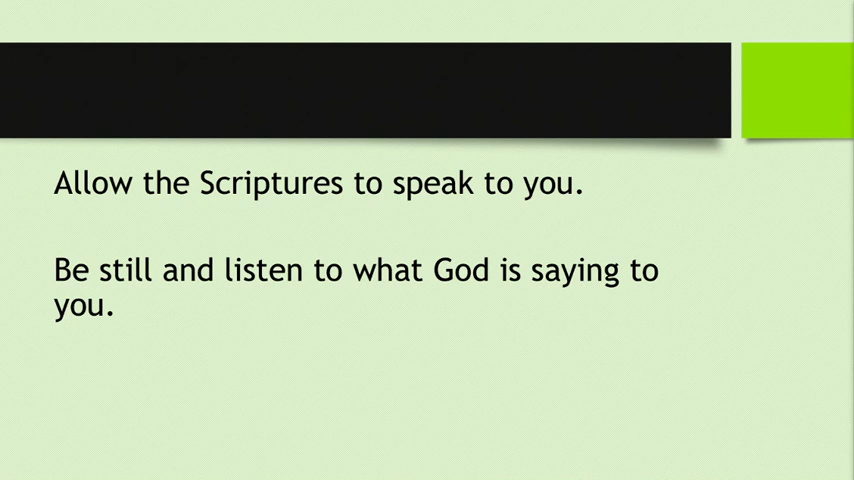 Allow the Scriptures to speak to you.
Be still and listen to what God is saying to
you.